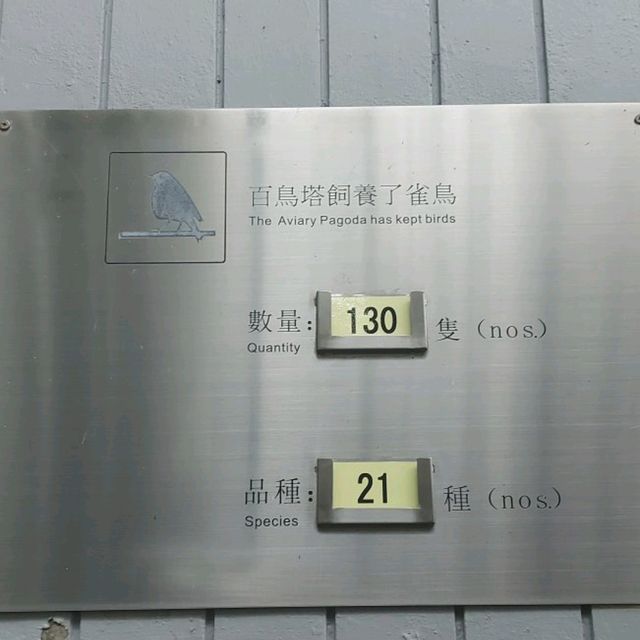 百鳥塔飼養了雀鳥
The Aviary Pagoda has kept birds
數量: 130 隻 (nos.)
Quantity
品種: 21 種 (nos.)
Species